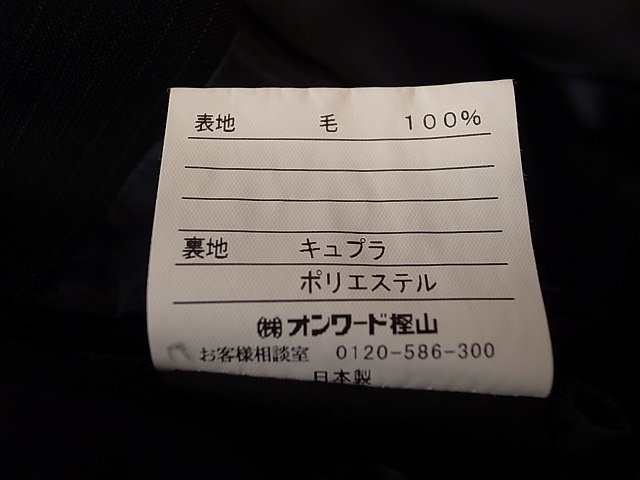 表地 毛 100%
裏地 キュプラ
ポリエステル
㈱オンワード樫山
お客様相談室 0120-586-300
日本製